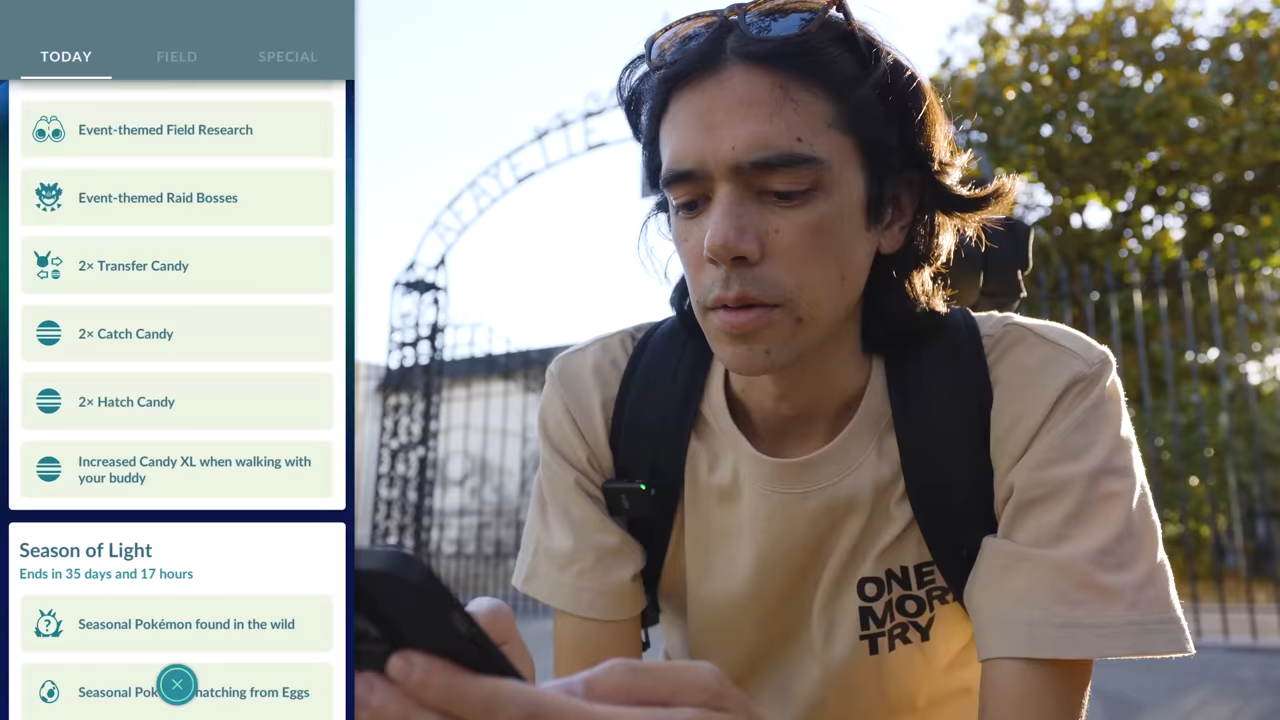 TODAY
FIELD
SPECIAL
Event-themed Field Research
Event-themed Raid Bosses
2× Transfer Candy
2× Catch Candy
2× Hatch Candy
Increased Candy XL when walking with
your buddy
Season of Light
Ends in 35 days and 17 hours
Seasonal Pokémon found in the wild
Seasonal hatching from Eggs
LAFAYETTE
ONE
MORE
TRY